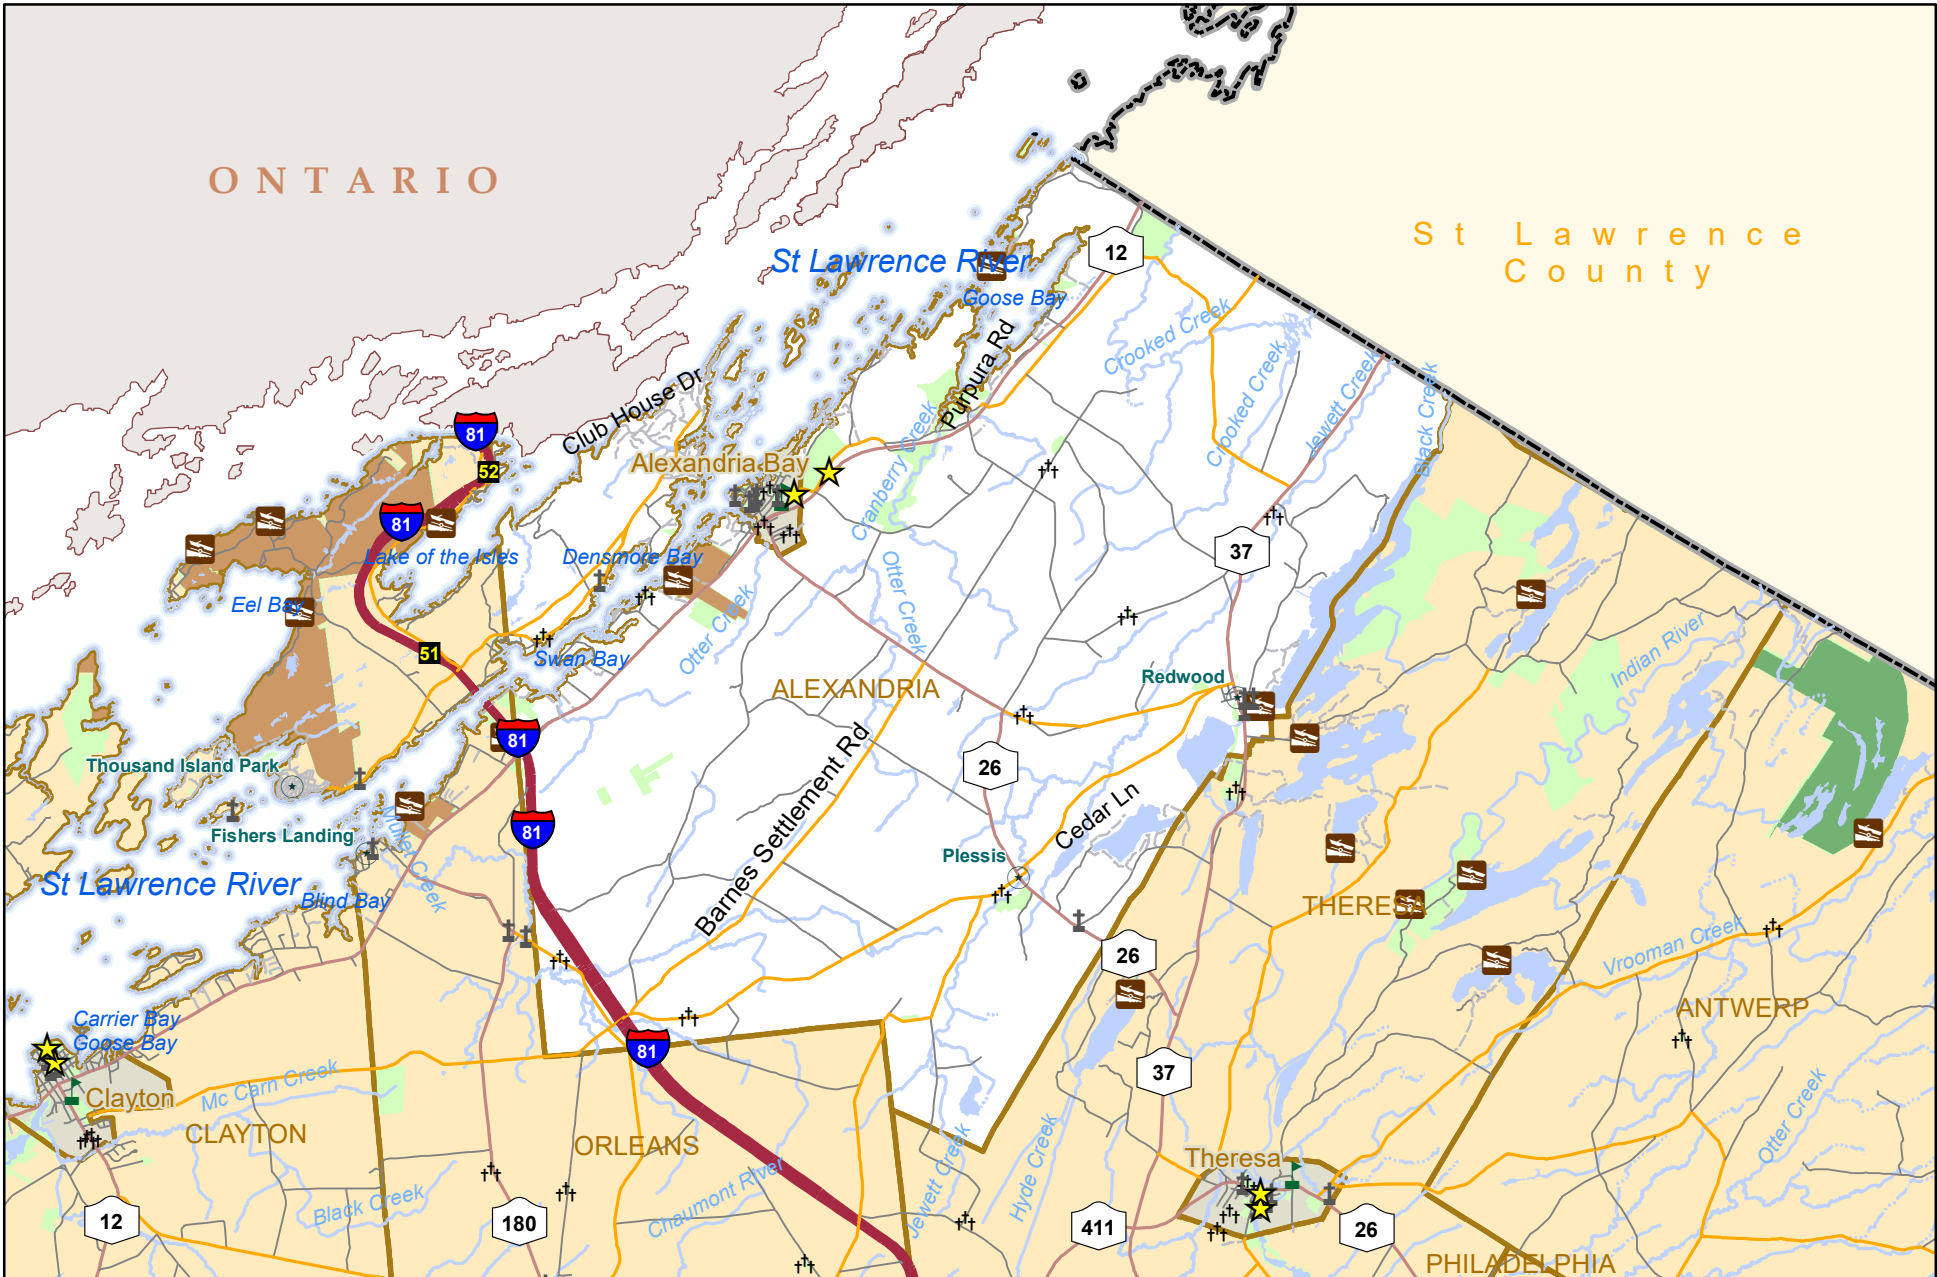 ONTARIO
St Lawrence
County
12
St Lawrence River
Goose Bay
Crooked Creek
Purpura Rd
Crooked Creek
Jewett Creek
Black Creek
Club House Dr
81
52
Alexandria Bay
Cranberry Creek
81
Lake of the Isles
Densmore Bay
37
Otter Creek
Eel Bay
Otter Creek
51
Swan Bay
Indian River
Redwood
ALEXANDRIA
81
26
Thousand Island Park
Barnes Settlement Rd
Cedar Ln
81
Fishers Landing
Mullet Creek
Plessis
St Lawrence River
Blind Bay
THERESA
26
Vrooman Creek
ANTWERP
Carrier Bay
Goose Bay
81
37
Mc Carn Creek
Clayton
CLAYTON
ORLEANS
Otter Creek
Theresa
Jewett Creek
Hyde Creek
Black Creek
Chaumont River
12
180
411
26
PHILADELPHIA